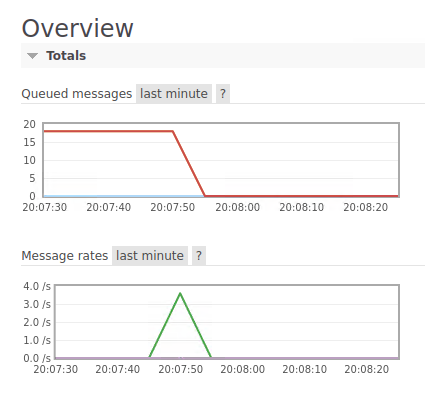 Overview
Totals
Queued messages last minute ?
20
15
10
5
0
20:07:30 20:07:40 20:07:50 20:08:00 20:08:10 20:08:20
Message rates last minute ?
4.0 /s
3.0 /s
2.0 /s
1.0 /s
0.0 /s
20:07:30 20:07:40 20:07:50 20:08:00 20:08:10 20:08:20